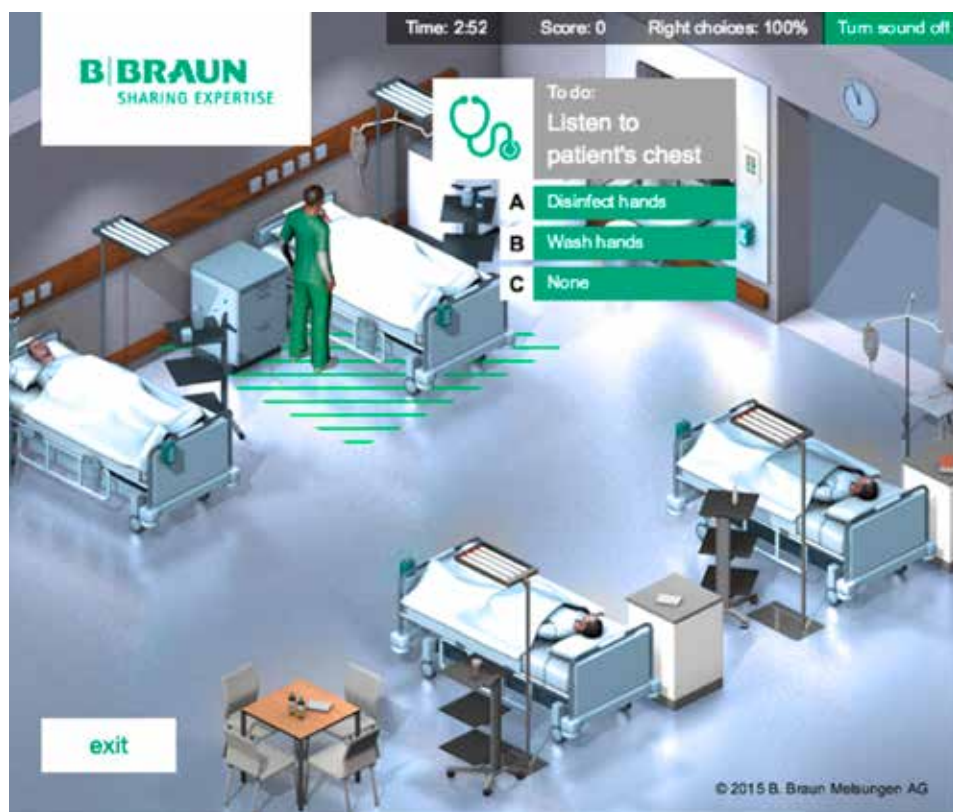 Time: 2:52 Score: 0 Right choices: 100% Turn sound off
B|BRAUN
SHARING EXPERTISE
To do:
Listen to
patient's chest
A Disinfect hands
B Wash hands
C None
exit
© 2015 B. Braun Melsungen AG